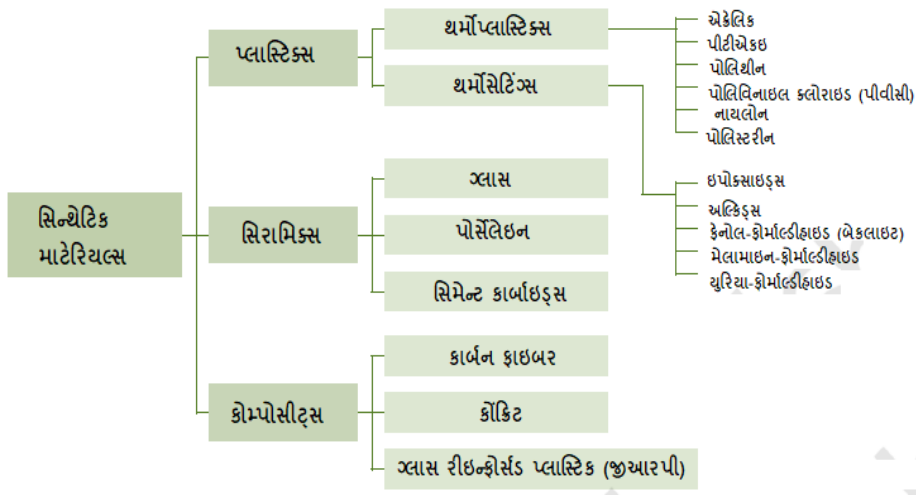 સિન્થેટિક
માટેરિયલ્સ
પ્લાસ્ટિક્સ
થર્મોપ્લાસ્ટિક્સ
એક્રેલિક
પીટીએફઇ
પોલિથીન
પોલિવિનાઇલ ક્લોરાઇડ (પીવીસી)
નાયલોન
પોલિસ્ટરીન
થર્મોસેટિંગ્સ
ઇપોક્સાઇડ્સ
અલ્કિડ્સ
ફેનોલ-ફોર્માલ્ડીહાઇડ (બેકલાઇટ)
મેલામાઇન-ફોર્માલ્ડીહાઇડ
યુરિયા-ફોર્માલ્ડીહાઇડ
સિરામિક્સ
ગ્લાસ
પોર્સેલેઇન
સિમેન્ટ કાર્બાઇડ્સ
કોમ્પોસીટ્સ
કાર્બન ફાઇબર
કોંક્રિટ
ગ્લાસ રીઇન્ફોર્સડ પ્લાસ્ટિક (જીઆરપી)